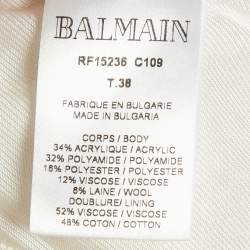 BALMAIN
RF15236 C109
T.38
FABRIQUE EN BULGARIE
MADE IN BULGARIA
CORPS / BODY
34% ACRYLIQUE / ACRYLIC
32% POLYAMIDE / POLYAMIDE
16% POLYESTER / POLYESTER
12% VISCOSE / VISCOSE
6% LAINE / WOOL
DOUBLURE/ LINING
52% VISCOSE / VISCOSE
48% COTON / COTTON